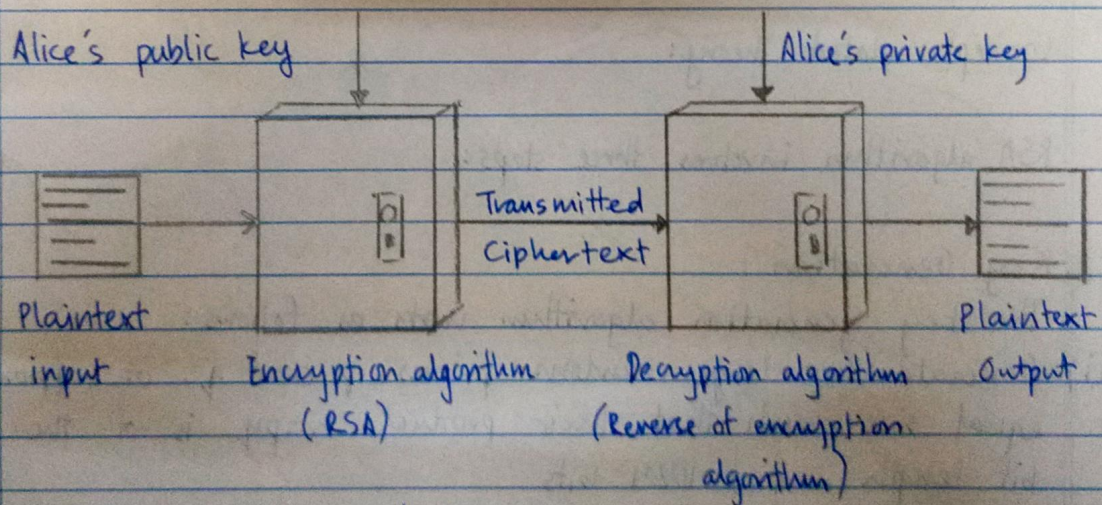 Alice's public key
Alice's private key
Transmitted
Ciphertext
Plaintext
input
Encryption algorithm
(RSA)
Decryption algorithm
(Reverse of encryption
algorithm)
Plaintext
Output